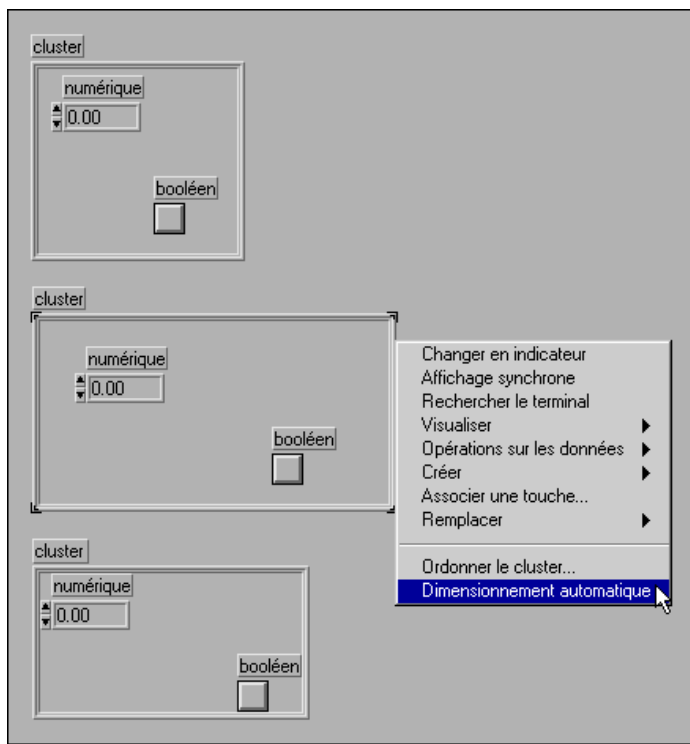 cluster
numérique
0.00
booléen
cluster
numérique
0.00
booléen
Changer en indicateur
Affichage synchrone
Rechercher le terminal
Visualiser
Opérations sur les données
Créer
Associer une touche...
Remplacer
Ordonner le cluster...
Dimensionnement automatique
cluster
numérique
0.00
booléen